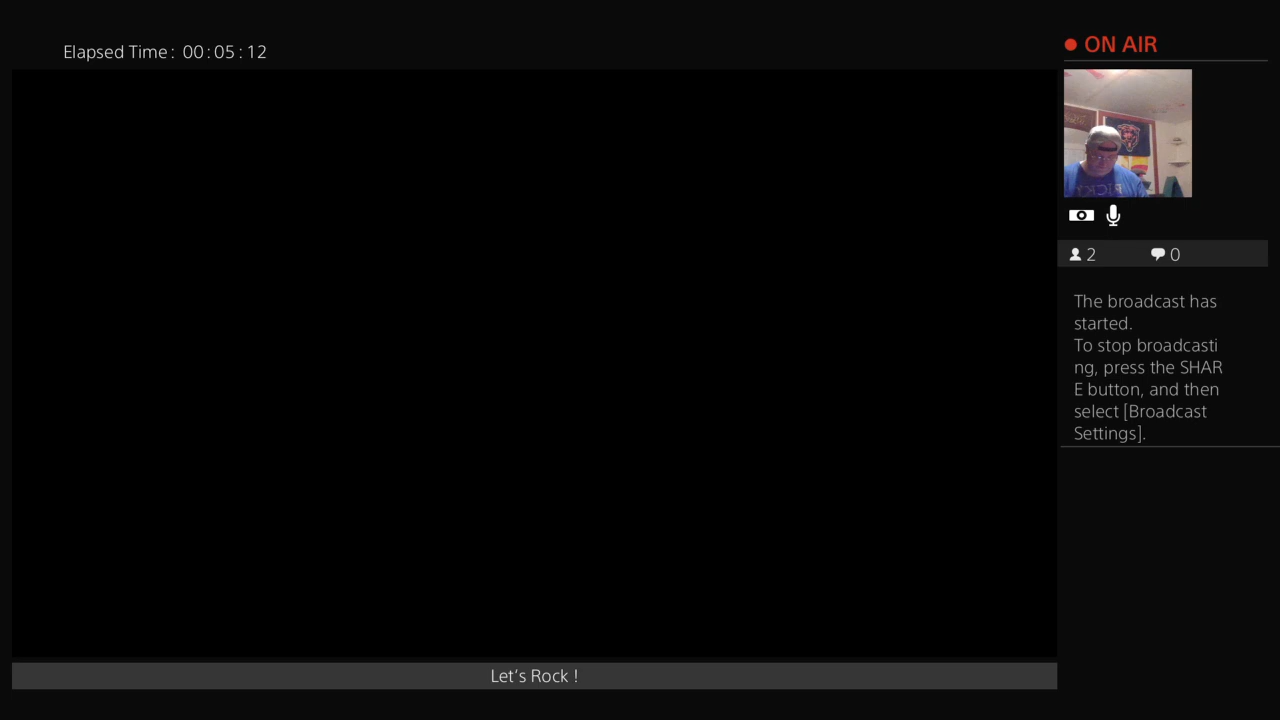 Elapsed Time: 00:05:12
ON AIR
2 0
The broadcast has
started.
To stop broadcasti
ng, press the SHAR
E button, and then
select [Broadcast
Settings].
Let's Rock !